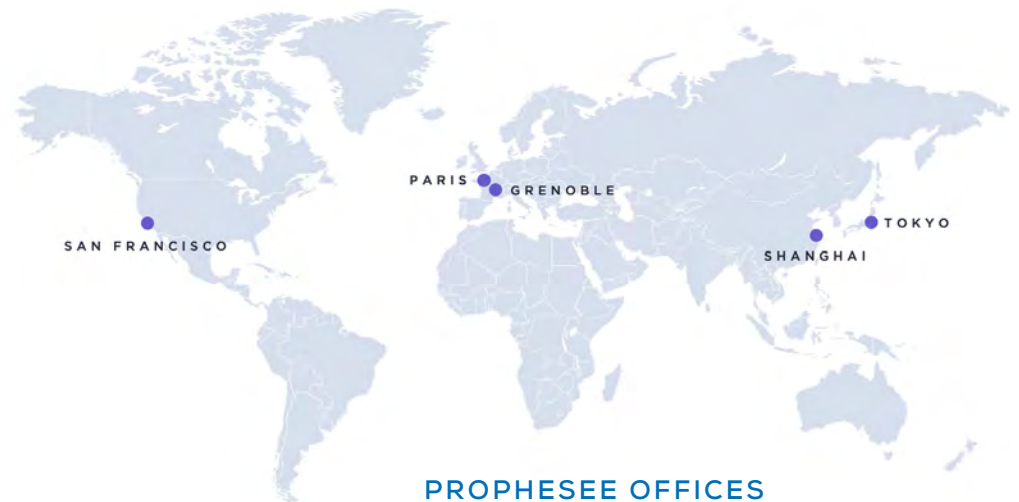 PARIS
GRENOBLE
SAN FRANCISCO
TOKYO
SHANGHAI
PROPHESEE OFFICES